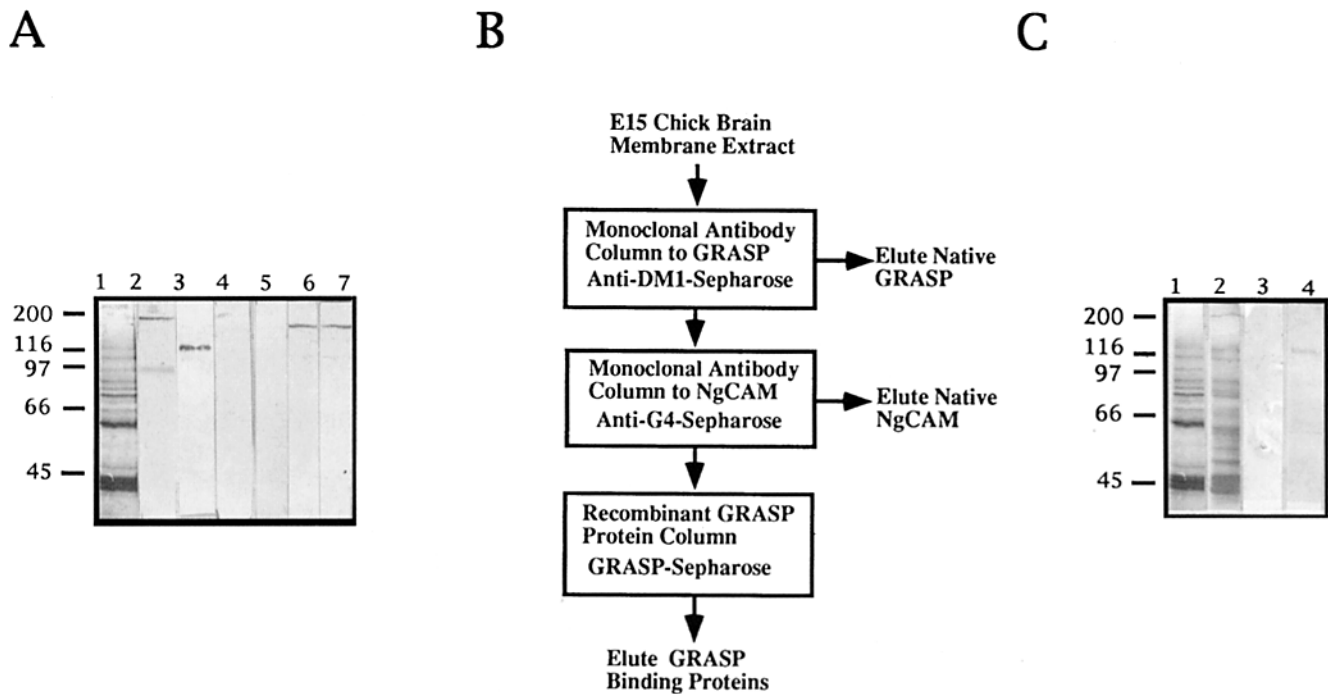 A
B
C
E15 Chick Brain
Membrane Extract
Monoclonal Antibody
Column to GRASP
Anti-DM1-Sepharose
Elute Native
GRASP
Monoclonal Antibody
Column to NgCAM
Anti-G4-Sepharose
Elute Native
NgCAM
Recombinant GRASP
Protein Column
GRASP-Sepharose
Elute GRASP
Binding Proteins
1 2 3 4 5 6 7
200
116
97
66
45
1 2 3 4
200
116
97
66
45